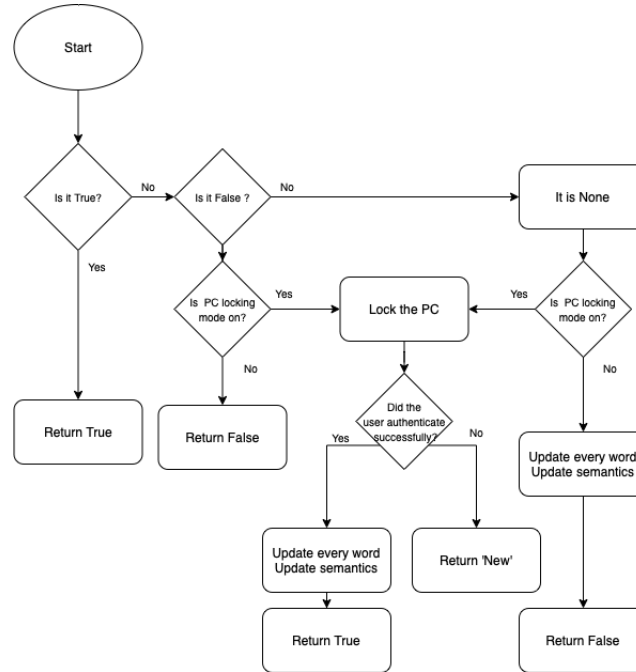 Start
Is it True?
No
Is it False ?
No
It is None
Yes
Is PC locking
mode on?
Yes
Lock the PC
Yes
Is PC locking
mode on?
No
No
Return True
Return False
Did the
user authenticate
successfully?
Yes
No
Update every word
Update semantics
Update every word
Update semantics
Return 'New'
Return True
Return False